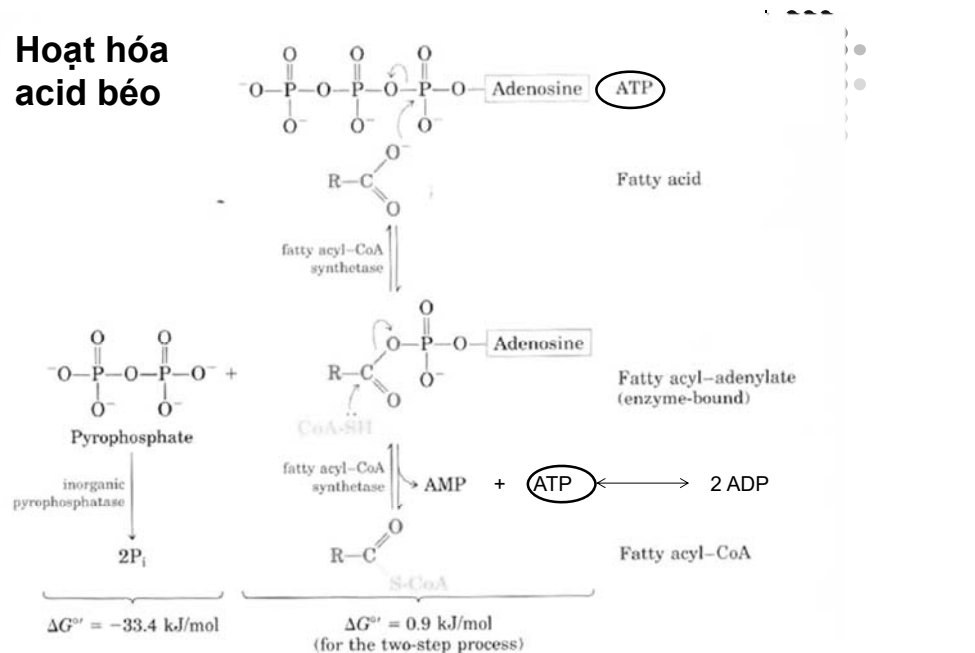 Hoạt hóa
acid béo
O O O
⁻O–P–O–P–O–P–O– Adenosine ATP
O⁻ O⁻ O⁻
O⁻
R–C
O
Fatty acid
fatty acyl–CoA
synthetase
O
O–P–O– Adenosine
R–C O⁻
O
Fatty acyl–adenylate
(enzyme-bound)
O O
⁻O–P–O–P–O⁻ +
O⁻ O⁻
Pyrophosphate
CoA-SH
inorganic
pyrophosphatase
2Pᵢ
fatty acyl–CoA
synthetase
AMP + ATP 2 ADP
O
R–C
S-CoA
Fatty acyl–CoA
ΔG°′ = −33.4 kJ/mol
ΔG°′ = 0.9 kJ/mol
(for the two-step process)